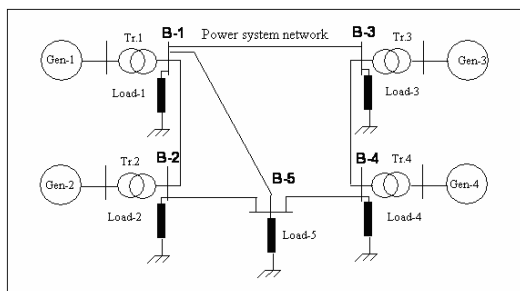 Power system network
Tr.1
B-1
B-3
Tr.3
Gen-1
Gen-3
Load-1
Load-3
Tr.2
B-2
B-4
Tr.4
Gen-2
B-5
Gen-4
Load-2
Load-4
Load-5